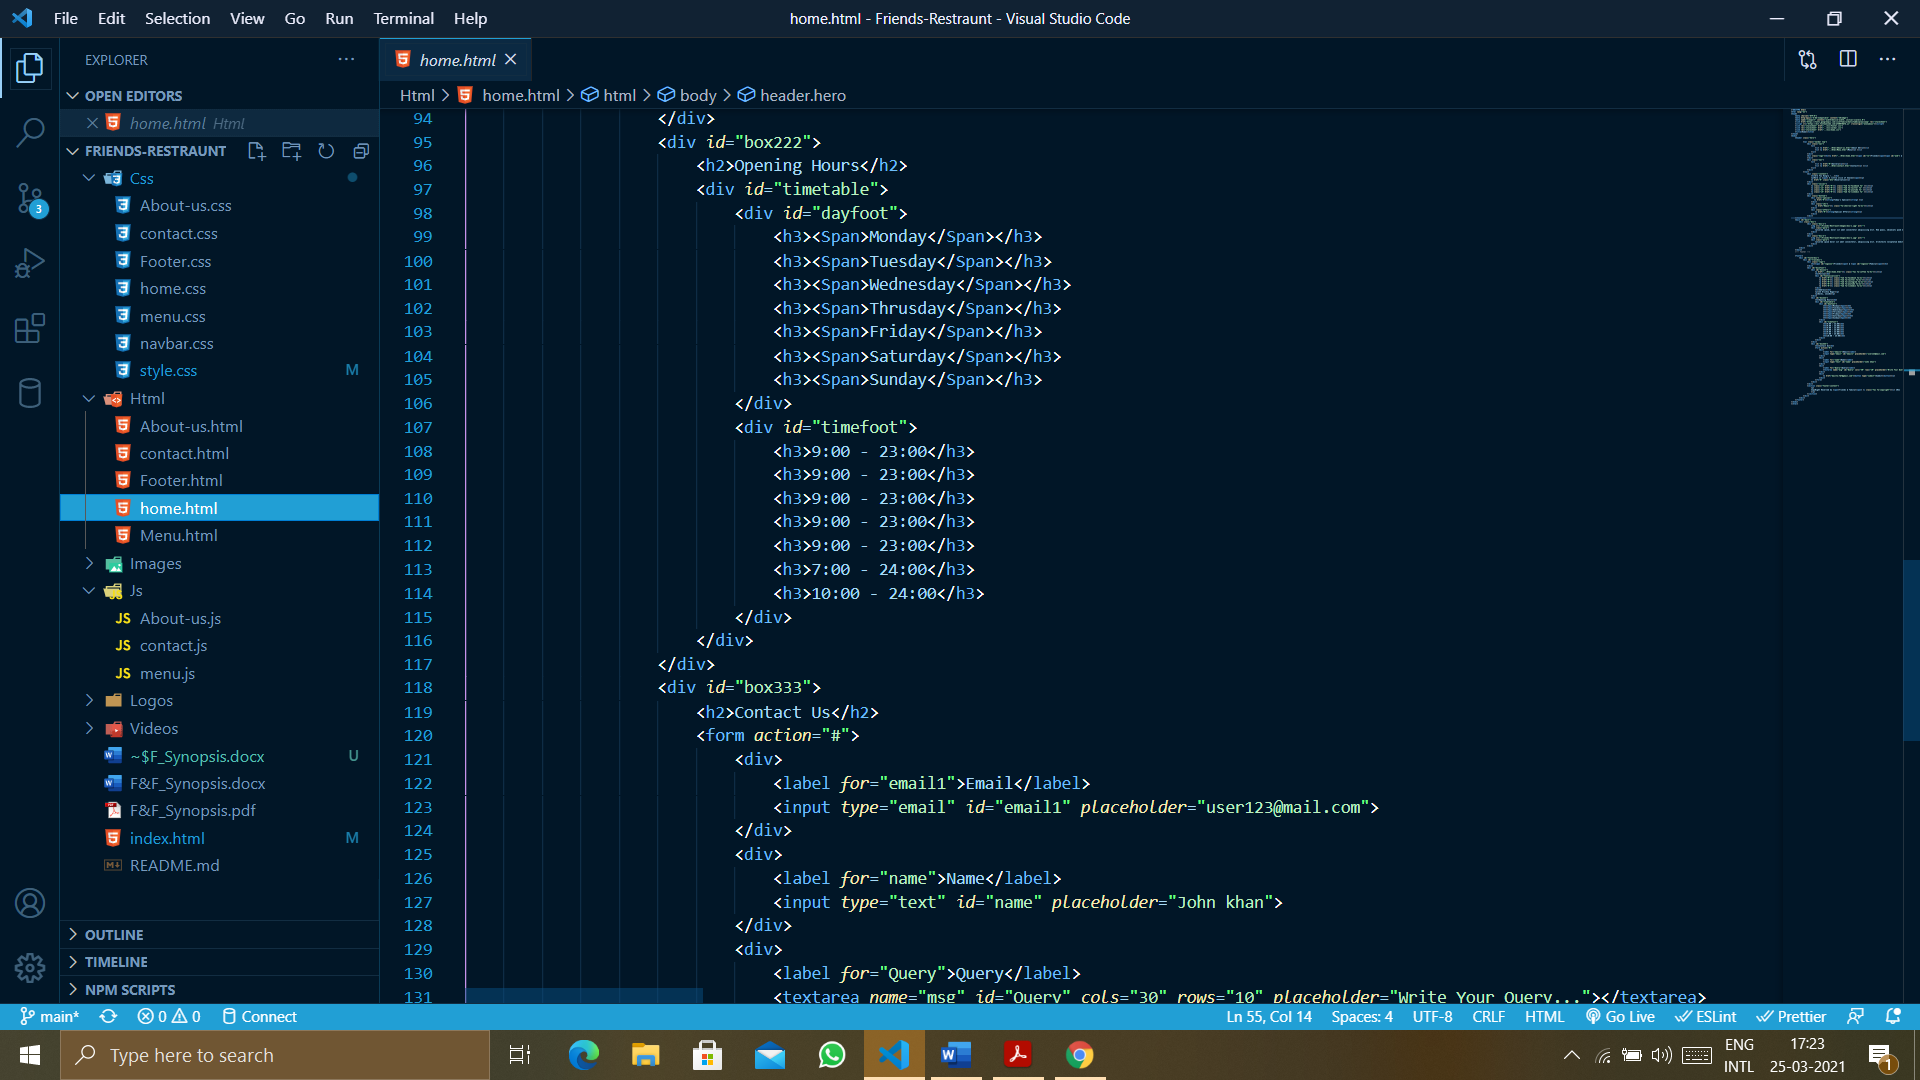 File Edit Selection View Go Run Terminal Help
home.html - Friends-Restraunt - Visual Studio Code
EXPLORER
OPEN EDITORS
home.html Html
FRIENDS-RESTRAUNT
Css
About-us.css
contact.css
Footer.css
home.css
menu.css
navbar.css
style.css M
Html
About-us.html
contact.html
Footer.html
home.html
Menu.html
Images
Js
JS About-us.js
JS contact.js
JS menu.js
Logos
Videos
~$F_Synopsis.docx U
F&F_Synopsis.docx
F&F_Synopsis.pdf
index.html M
README.md
OUTLINE
TIMELINE
NPM SCRIPTS
3
home.html
Html > home.html > html > body > header.hero
94 </div>
95 <div id="box222">
96 <h2>Opening Hours</h2>
97 <div id="timetable">
98 <div id="dayfoot">
99 <h3><Span>Monday</Span></h3>
100 <h3><Span>Tuesday</Span></h3>
101 <h3><Span>Wednesday</Span></h3>
102 <h3><Span>Thrusday</Span></h3>
103 <h3><Span>Friday</Span></h3>
104 <h3><Span>Saturday</Span></h3>
105 <h3><Span>Sunday</Span></h3>
106 </div>
107 <div id="timefoot">
108 <h3>9:00 - 23:00</h3>
109 <h3>9:00 - 23:00</h3>
110 <h3>9:00 - 23:00</h3>
111 <h3>9:00 - 23:00</h3>
112 <h3>9:00 - 23:00</h3>
113 <h3>7:00 - 24:00</h3>
114 <h3>10:00 - 24:00</h3>
115 </div>
116 </div>
117 </div>
118 <div id="box333">
119 <h2>Contact Us</h2>
120 <form action="#">
121 <div>
122 <label for="email1">Email</label>
123 <input type="email" id="email1" placeholder="user123@mail.com">
124 </div>
125 <div>
126 <label for="name">Name</label>
127 <input type="text" id="name" placeholder="John khan">
128 </div>
129 <div>
130 <label for="Query">Query</label>
131 <textarea name="msg" id="Query" cols="30" rows="10" placeholder="Write Your Query..."></textarea>
main* 0 0 Connect
Ln 55, Col 14 Spaces: 4 UTF-8 CRLF HTML Go Live ESLint Prettier
Type here to search
ENG
INTL
17:23
25-03-2021
1